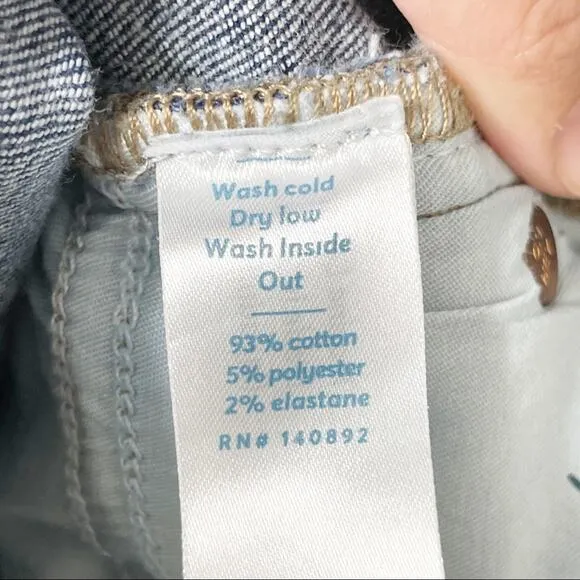 Wash cold
Dry low
Wash Inside
Out
93% cotton
5% polyester
2% elastane
RN# 140892